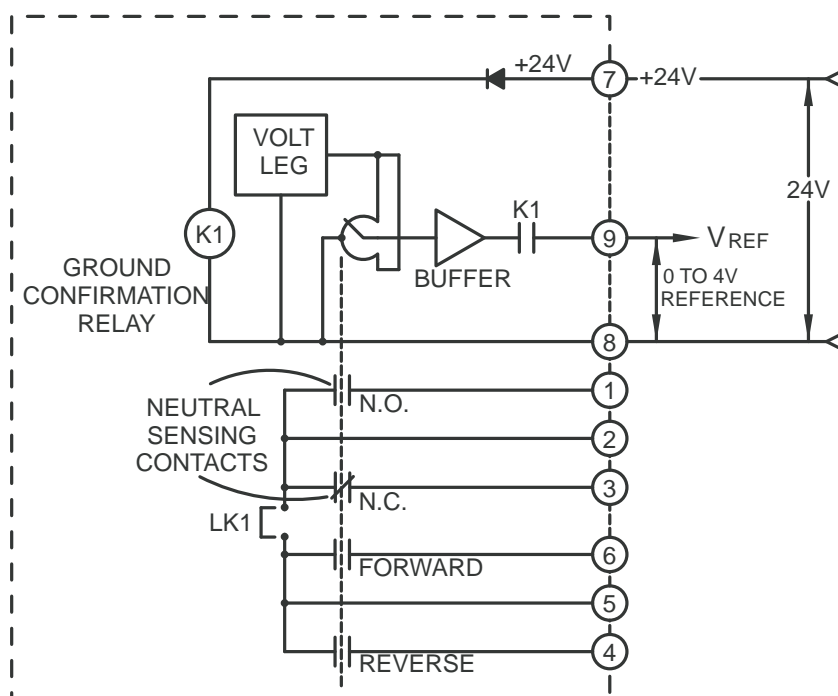 +24V
7
+24V
VOLT
LEG
24V
K1
K1
9
VREF
BUFFER
GROUND
CONFIRMATION
RELAY
0 TO 4V
REFERENCE
8
1
N.O.
NEUTRAL
SENSING
CONTACTS
2
3
N.C.
LK1
6
FORWARD
5
4
REVERSE